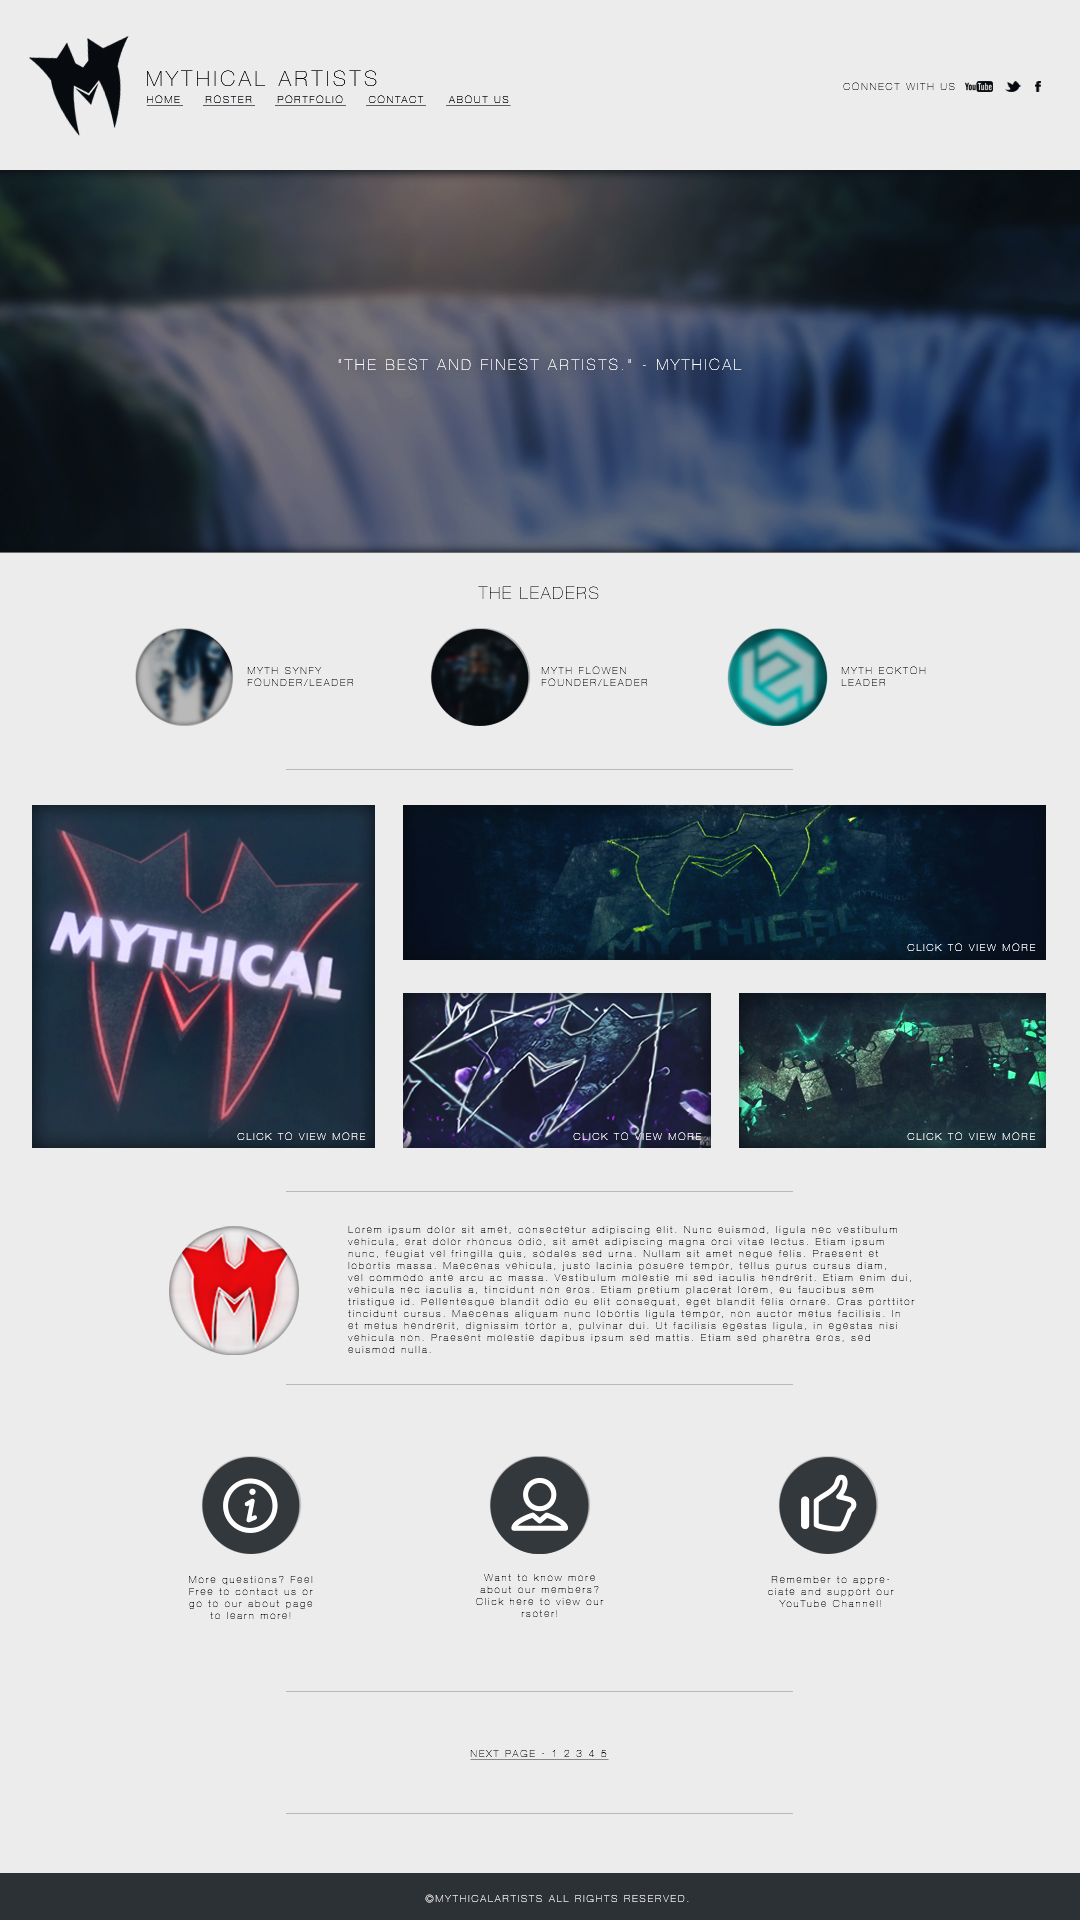 MYTHICAL ARTISTS
HOME ROSTER PORTFOLIO CONTACT ABOUT US
CONNECT WITH US YouTube
"THE BEST AND FINEST ARTISTS." - MYTHICAL
THE LEADERS
MYTH SYNFY
FOUNDER/LEADER
MYTH FLOWEN
FOUNDER/LEADER
MYTH ECKTOH
LEADER
MYTHICAL
CLICK TO VIEW MORE
MYTHICAL
MYTHICAL
CLICK TO VIEW MORE
CLICK TO VIEW MORE
MYTH
CLICK TO VIEW MORE
Lorem ipsum dolor sit amet, consectetur adipiscing elit. Nunc euismod, ligula nec vestibulum
vehicula, erat dolor rhoncus odio, sit amet adipiscing magna orci vitae lectus. Etiam ipsum
nunc, feugiat vel fringilla quis, sodales sed urna. Nullam sit amet neque felis. Praesent et
lobortis massa. Maecenas vehicula, justo lacinia posuere tempor, tellus purus cursus diam,
vel commodo ante arcu ac massa. Vestibulum molestie mi sed iaculis hendrerit. Etiam enim dui,
vehicula nec iaculis a, tincidunt non eros. Etiam pretium placerat lorem, eu faucibus sem
tristique id. Pellentesque blandit odio eu elit consequat, eget blandit felis ornare. Cras porttitor
tincidunt cursus. Maecenas aliquam nunc lobortis ligula tempor, non auctor metus facilisis. In
et metus hendrerit, dignissim tortor a, pulvinar dui. Ut facilisis egestas ligula, in egestas nisi
vehicula non. Praesent molestie dapibus ipsum sed mattis. Etiam sed pharetra eros, sed
euismod nulla.
More questions? Feel
Free to contact us or
go to our about page
to learn more!
Want to know more
about our members?
Click here to view our
rsoter!
Remember to appre-
ciate and support our
YouTube Channel!
NEXT PAGE - 1 2 3 4 5
©MYTHICALARTISTS ALL RIGHTS RESERVED.